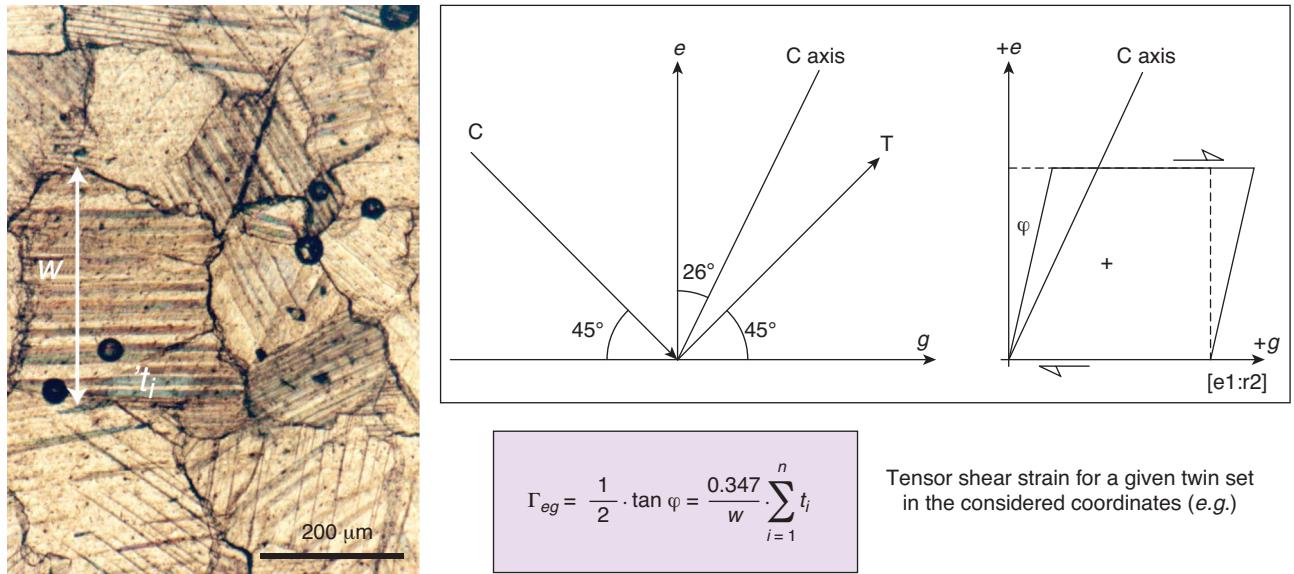 W
't_i
200 μm
e
C axis
C
T
26°
45°
45°
g
+e
C axis
φ
+
+g
[e1:r2]
Γ_eg = 1/2 · tan φ = 0.347/w · ∑_{i = 1}^{n} t_i
Tensor shear strain for a given twin set
in the considered coordinates (e.g.)